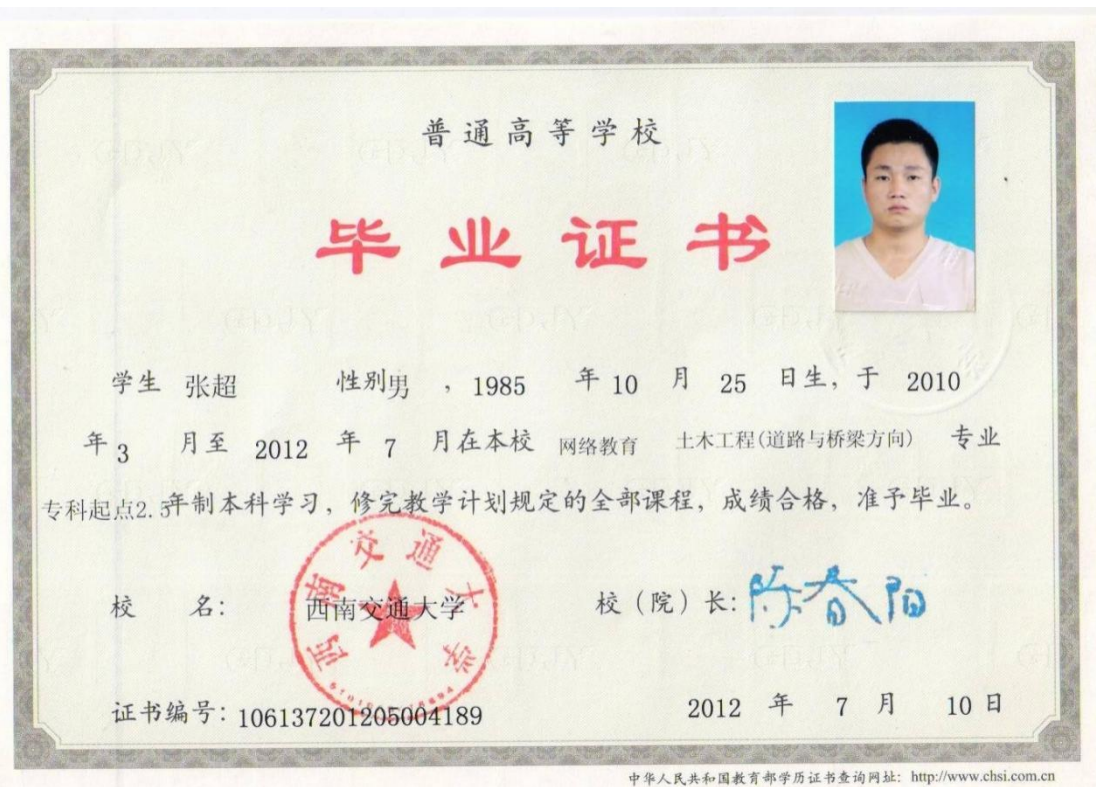 普通高等学校
毕业证书
学生 张超 性别男 ，1985 年 10 月 25 日生，于 2010
年 3 月至 2012 年 7 月在本校 网络教育 土木工程(道路与桥梁方向) 专业
专科起点2.5年制本科学习，修完教学计划规定的全部课程，成绩合格，准予毕业。
西南交通大学
校 名： 西南交通大学 校（院）长：陈春阳
证书编号：106137201205004189 2012 年 7 月 10 日
中华人民共和国教育部学历证书查询网址：http://www.chsi.com.cn